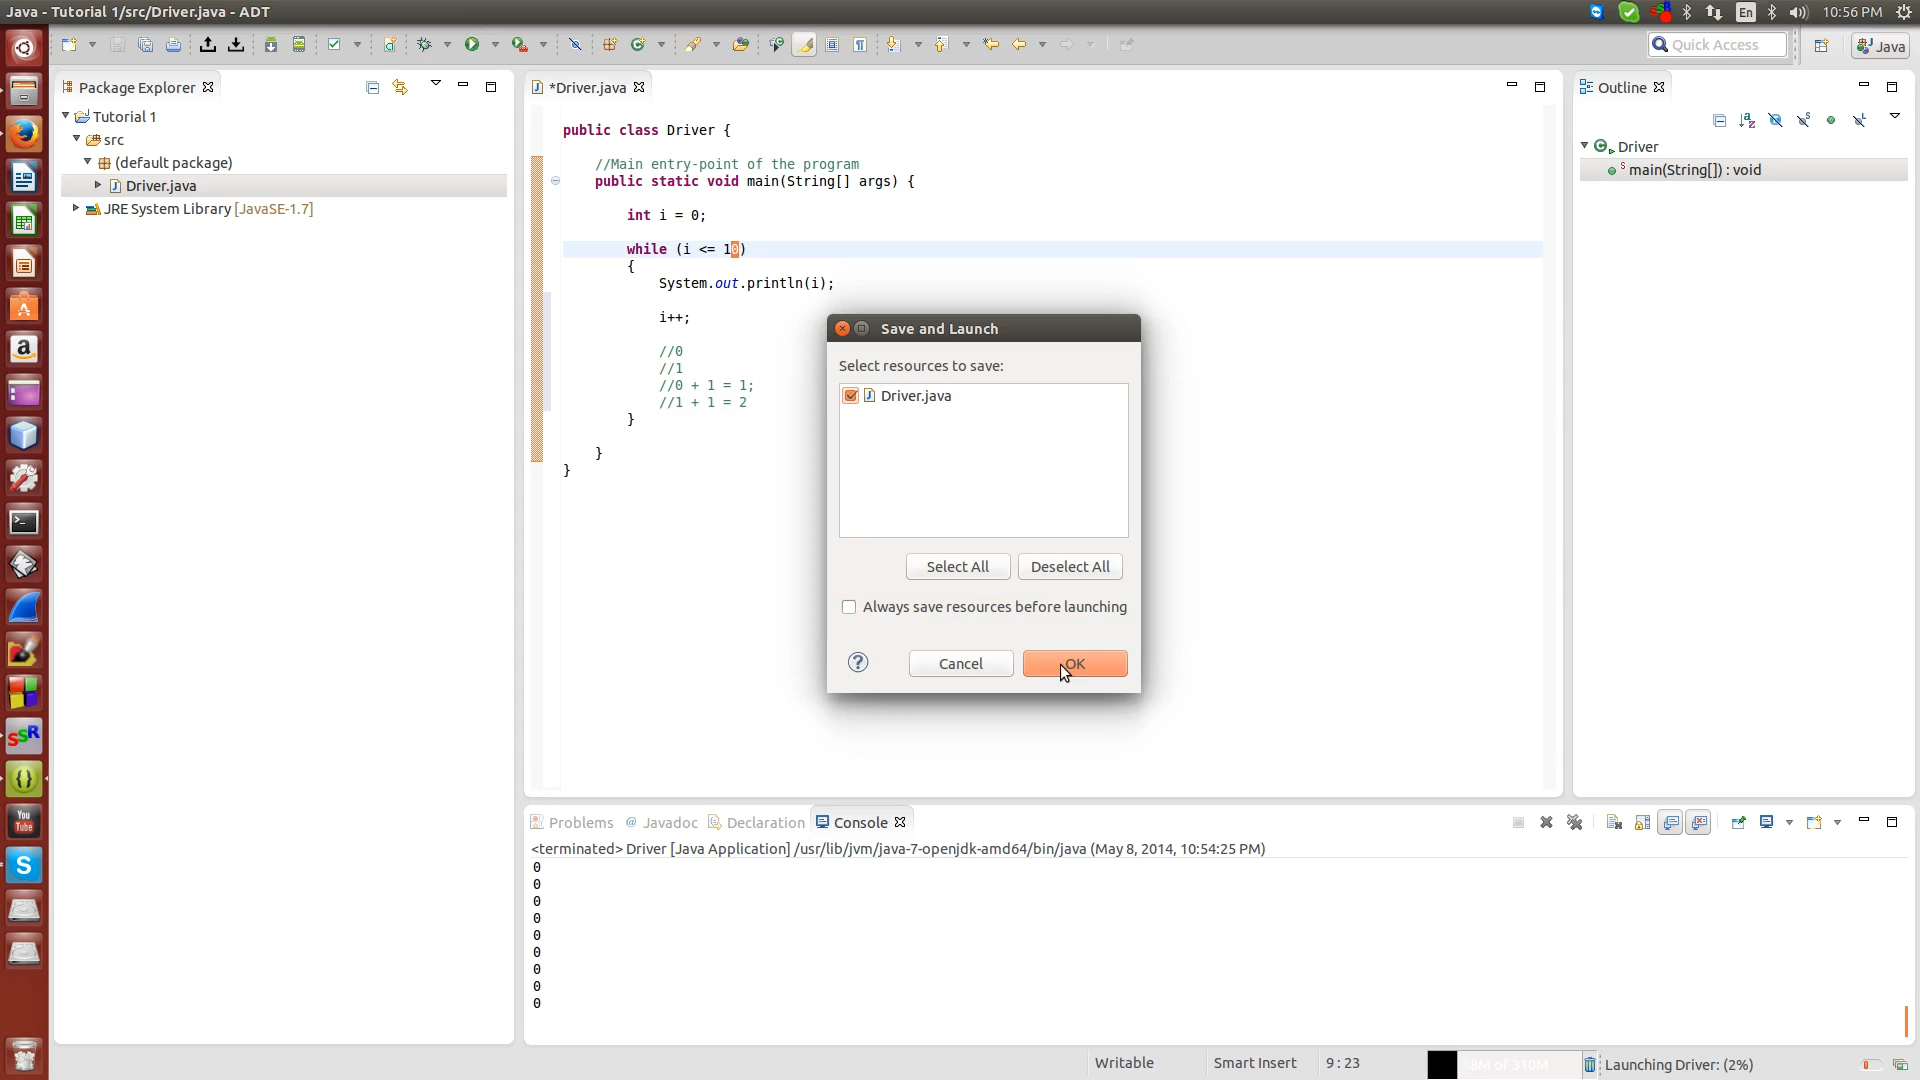 Java - Tutorial 1/src/Driver.java - ADT
En
10:56 PM
Quick Access
Java
Package Explorer
Tutorial 1
src
(default package)
Driver.java
JRE System Library [JavaSE-1.7]
*Driver.java
public class Driver {
//Main entry-point of the program
public static void main(String[] args) {
int i = 0;
while (i <= 10)
{
System.out.println(i);
i++;
//0
//1
//0 + 1 = 1;
//1 + 1 = 2
}
}
}
Save and Launch
Select resources to save:
Driver.java
Select All
Deselect All
Always save resources before launching
Cancel
OK
Outline
Driver
main(String[]) : void
Problems
@ Javadoc
Declaration
Console
<terminated> Driver [Java Application] /usr/lib/jvm/java-7-openjdk-amd64/bin/java (May 8, 2014, 10:54:25 PM)
0
0
0
0
0
0
0
0
0
Writable
Smart Insert
9 : 23
Launching Driver: (2%)
a
SSR
You
Tube
S